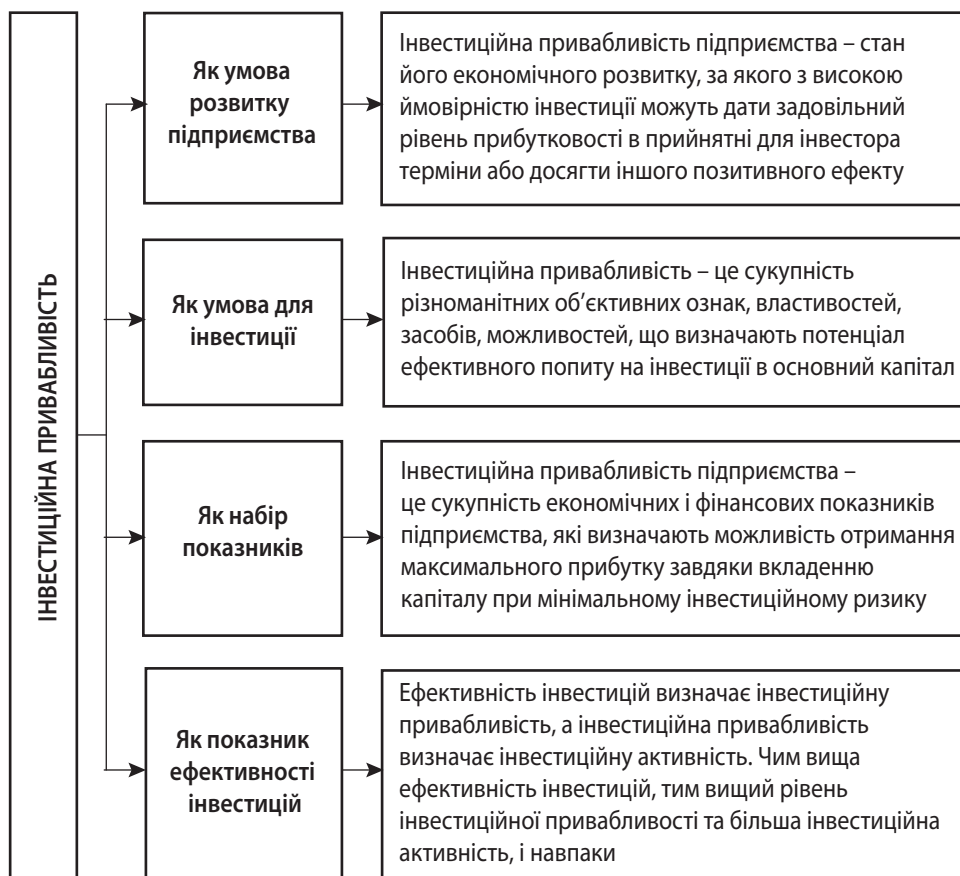 ІНВЕСТИЦІЙНА ПРИВАБЛИВІСТЬ
Як умова
розвитку
підприємства
Інвестиційна привабливість підприємства – стан
його економічного розвитку, за якого з високою
ймовірністю інвестиції можуть дати задовільний
рівень прибутковості в прийнятні для інвестора
терміни або досягти іншого позитивного ефекту
Як умова для
інвестиції
Інвестиційна привабливість – це сукупність
різноманітних об’єктивних ознак, властивостей,
засобів, можливостей, що визначають потенціал
ефективного попиту на інвестиції в основний капітал
Як набір
показників
Інвестиційна привабливість підприємства –
це сукупність економічних і фінансових показників
підприємства, які визначають можливість отримання
максимального прибутку завдяки вкладенню
капіталу при мінімальному інвестиційному ризику
Як показник
ефективності
інвестицій
Ефективність інвестицій визначає інвестиційну
привабливість, а інвестиційна привабливість
визначає інвестиційну активність. Чим вища
ефективність інвестицій, тим вищий рівень
інвестиційної привабливості та більша інвестиційна
активність, і навпаки